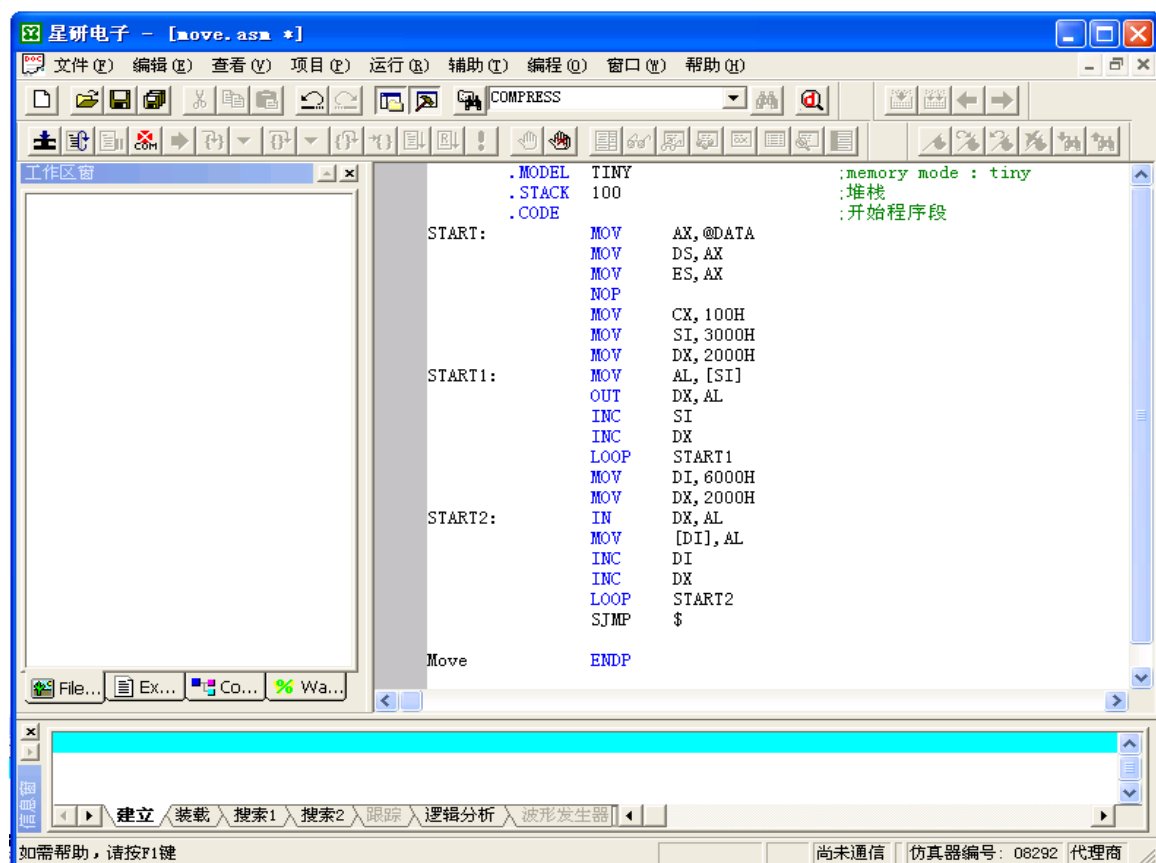 星研电子 - [move.asm *]
文件(F) 编辑(E) 查看(V) 项目(P) 运行(R) 辅助(T) 编程(O) 窗口(W) 帮助(H)
COMPRESS
工作区窗
.MODEL TINY ;memory mode : tiny
.STACK 100 ;堆栈
.CODE ;开始程序段
START: MOV AX,@DATA
MOV DS,AX
MOV ES,AX
NOP
MOV CX,100H
MOV SI,3000H
MOV DX,2000H
START1: MOV AL,[SI]
OUT DX,AL
INC SI
INC DX
LOOP START1
MOV DI,6000H
MOV DX,2000H
START2: IN DX,AL
MOV [DI],AL
INC DI
INC DX
LOOP START2
SJMP $
Move ENDP
File... Ex... Co... Wa...
信息窗
建立 装载 搜索1 搜索2 跟踪 逻辑分析 波形发生器
如需帮助，请按F1键 尚未通信 仿真器编号: 08292 代理商